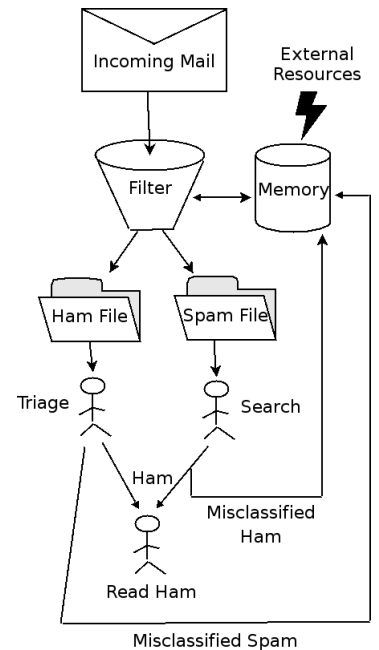 Incoming Mail
External
Resources
Filter
Memory
Ham File
Spam File
Triage
Search
Ham
Misclassified
Ham
Read Ham
Misclassified Spam